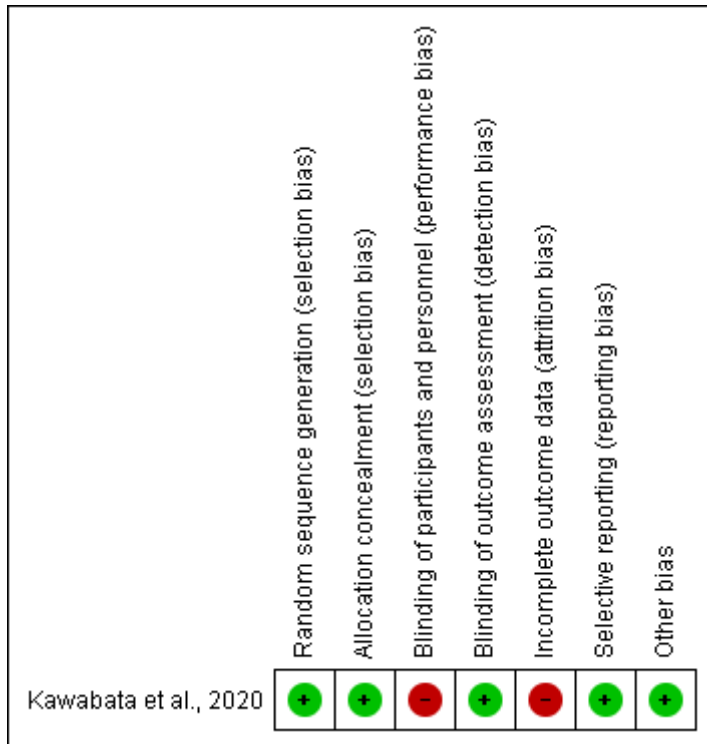 Random sequence generation (selection bias)
Allocation concealment (selection bias)
Blinding of participants and personnel (performance bias)
Blinding of outcome assessment (detection bias)
Incomplete outcome data (attrition bias)
Selective reporting (reporting bias)
Other bias
Kawabata et al., 2020 + + - + - + +